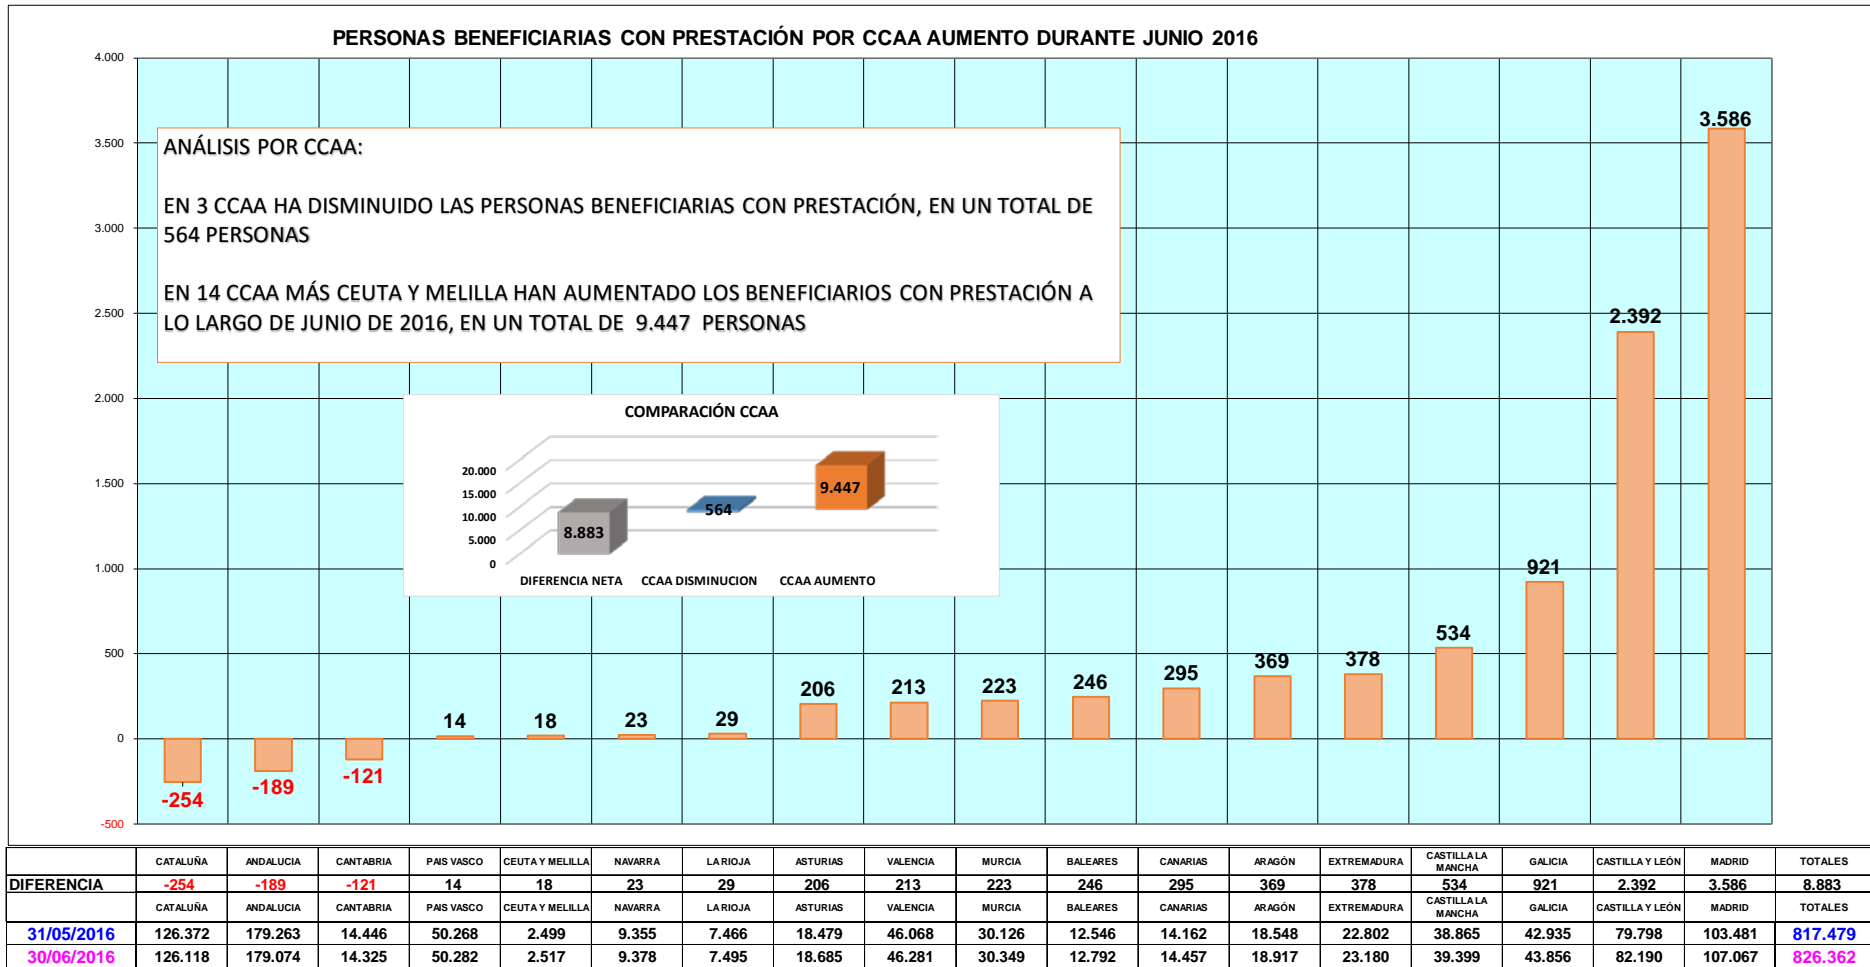 PERSONAS BENEFICIARIAS CON PRESTACIÓN POR CCAA AUMENTO DURANTE JUNIO 2016
4.000
3.500
3.000
2.500
2.000
1.500
1.000
500
0
-500
ANÁLISIS POR CCAA:
EN 3 CCAA HA DISMINUIDO LAS PERSONAS BENEFICIARIAS CON PRESTACIÓN, EN UN TOTAL DE
564 PERSONAS
EN 14 CCAA MÁS CEUTA Y MELILLA HAN AUMENTADO LOS BENEFICIARIOS CON PRESTACIÓN A
LO LARGO DE JUNIO DE 2016, EN UN TOTAL DE 9.447 PERSONAS
COMPARACIÓN CCAA
20.000
15.000
10.000
5.000
0
8.883
564
9.447
DIFERENCIA NETA CCAA DISMINUCION CCAA AUMENTO
-254 -189 -121 14 18 23 29 206 213 223 246 295 369 378 534 921 2.392 3.586
CATALUÑA ANDALUCIA CANTABRIA PAIS VASCO CEUTA Y MELILLA NAVARRA LA RIOJA ASTURIAS VALENCIA MURCIA BALEARES CANARIAS ARAGÓN EXTREMADURA CASTILLA LA MANCHA GALICIA CASTILLA Y LEÓN MADRID TOTALES
DIFERENCIA -254 -189 -121 14 18 23 29 206 213 223 246 295 369 378 534 921 2.392 3.586 8.883
CATALUÑA ANDALUCIA CANTABRIA PAIS VASCO CEUTA Y MELILLA NAVARRA LA RIOJA ASTURIAS VALENCIA MURCIA BALEARES CANARIAS ARAGÓN EXTREMADURA CASTILLA LA MANCHA GALICIA CASTILLA Y LEÓN MADRID TOTALES
31/05/2016 126.372 179.263 14.446 50.268 2.499 9.355 7.466 18.479 46.068 30.126 12.546 14.162 18.548 22.802 38.865 42.935 79.798 103.481 817.479
30/06/2016 126.118 179.074 14.325 50.282 2.517 9.378 7.495 18.685 46.281 30.349 12.792 14.457 18.917 23.180 39.399 43.856 82.190 107.067 826.362